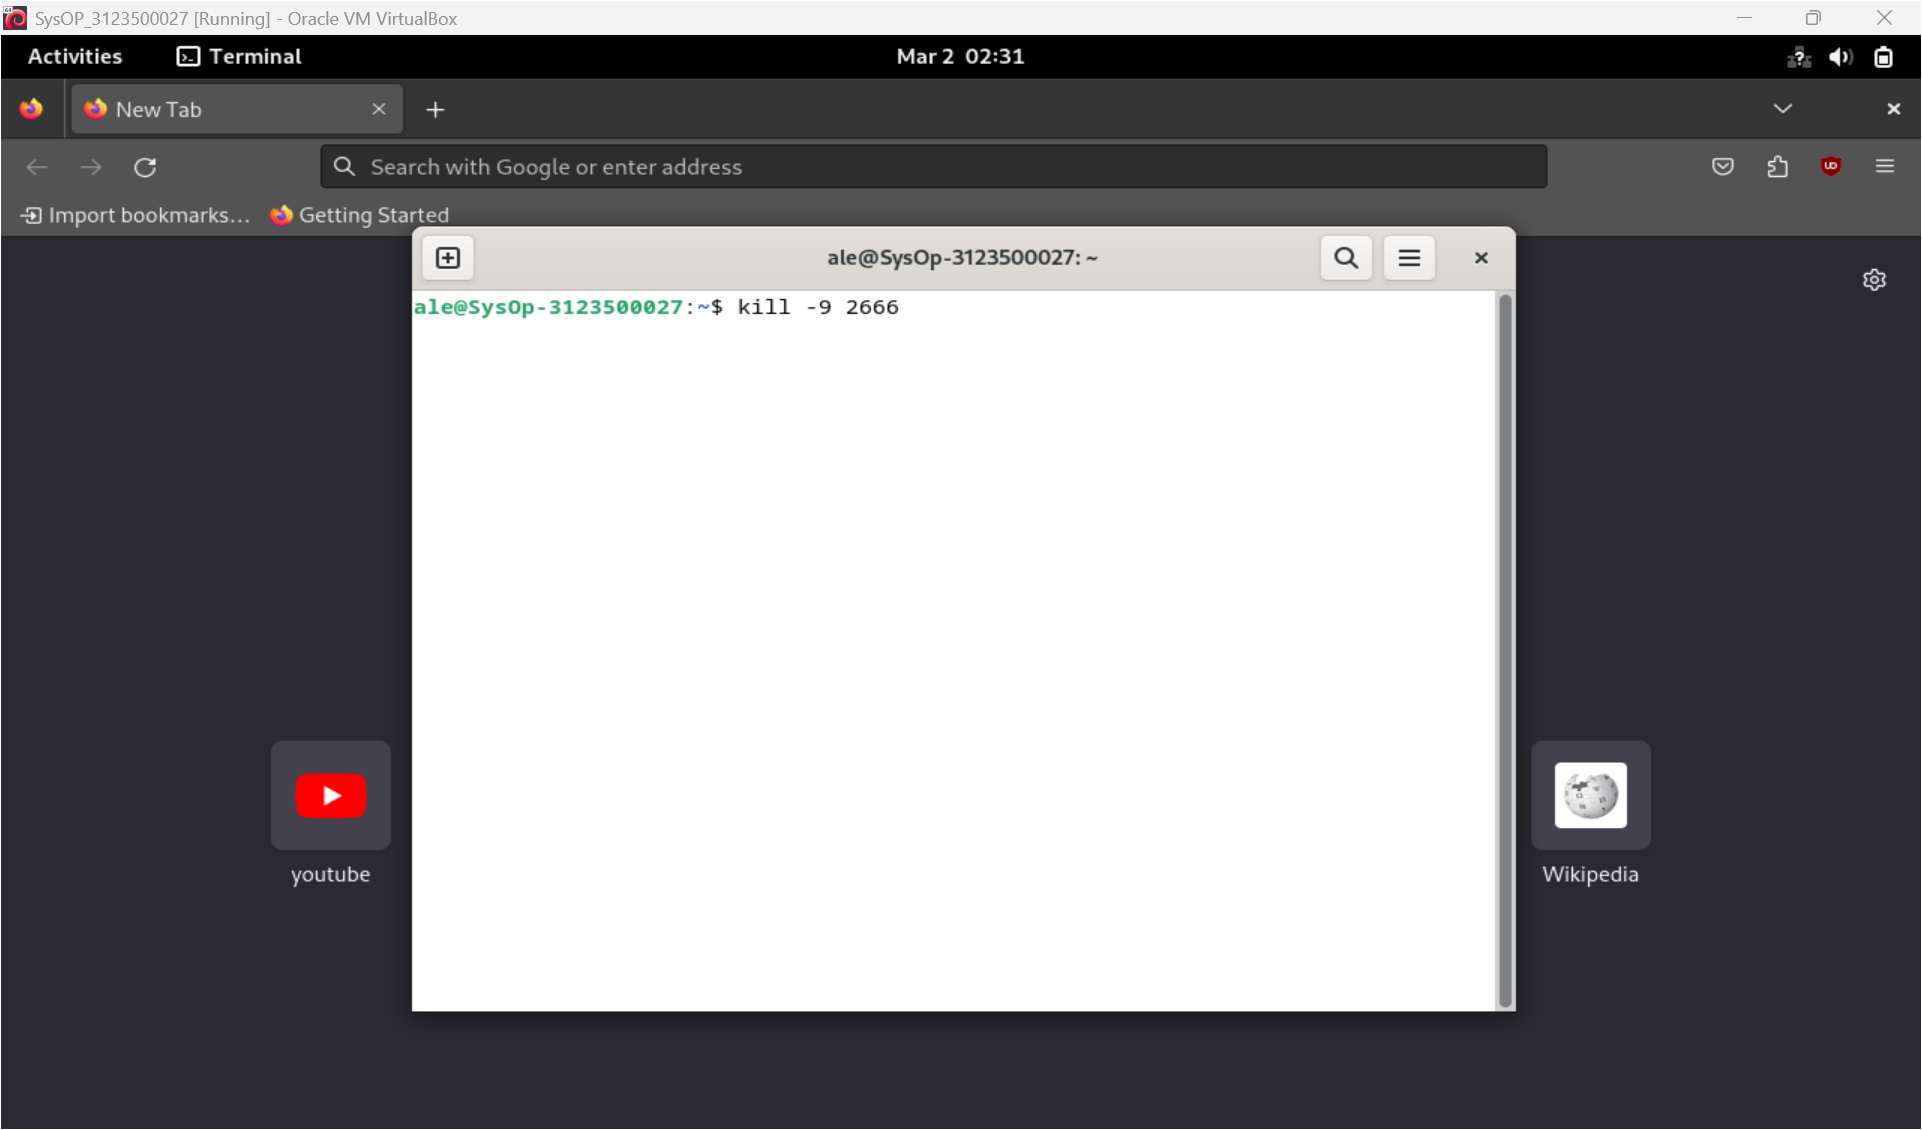 SysOP_3123500027 [Running] - Oracle VM VirtualBox
Activities Terminal Mar 2 02:31
New Tab
Search with Google or enter address
Import bookmarks... Getting Started
ale@SysOp-3123500027: ~
ale@SysOp-3123500027:~$ kill -9 2666
youtube
Wikipedia